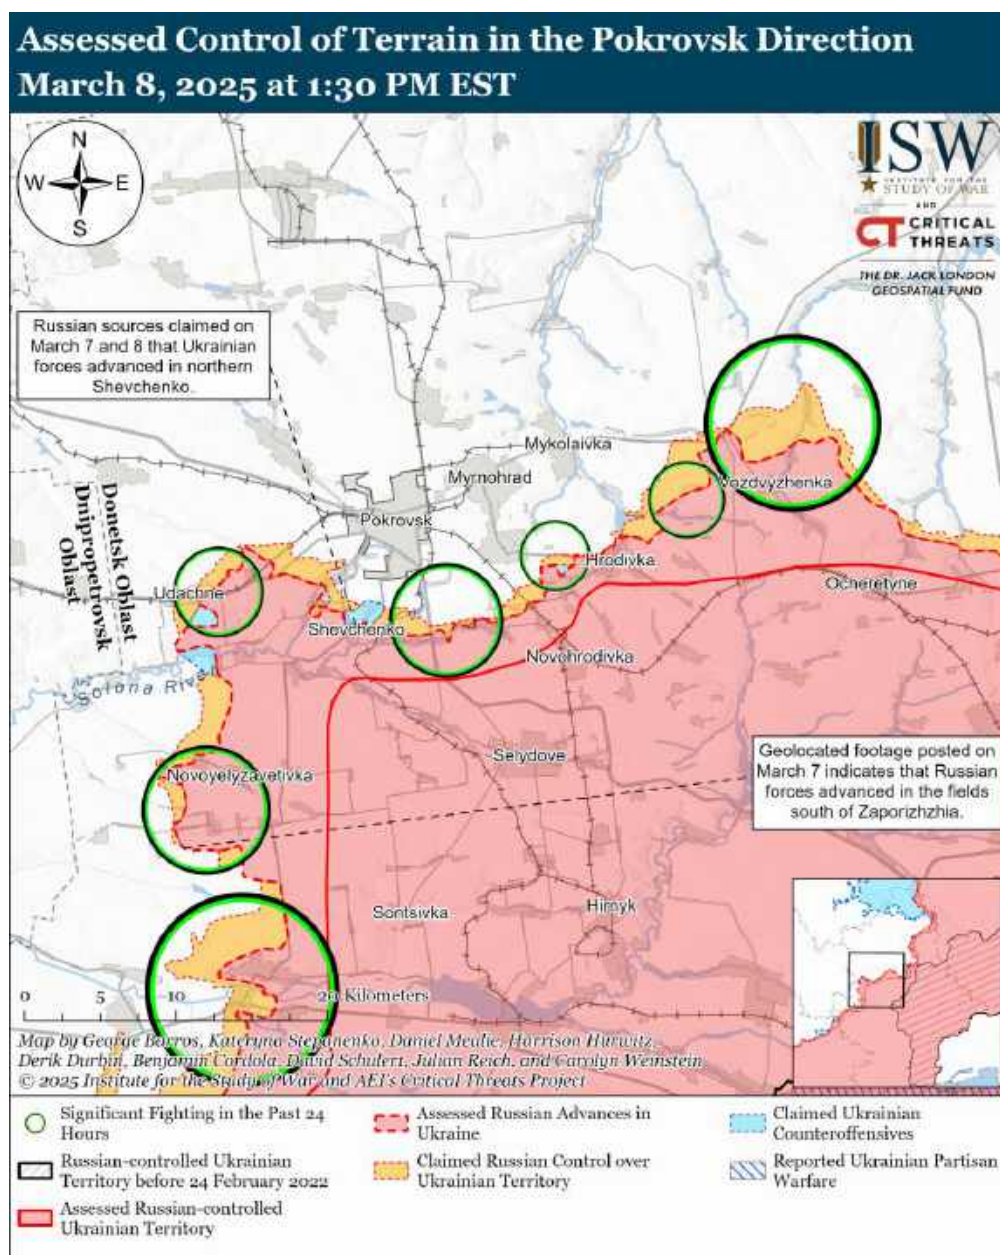 Assessed Control of Terrain in the Pokrovsk Direction
March 8, 2025 at 1:30 PM EST
N
W
E
S
ISW
INSTITUTE FOR THE
STUDY OF WAR
AND
CT CRITICAL
THREATS
THE DR. JACK LONDON
GEOSPATIAL FUND
Russian sources claimed on
March 7 and 8 that Ukrainian
forces advanced in northern
Shevchenko.
Mykolaivka
Myrnohrad
Vozdvyzhenka
Pokrovsk
Donetsk Oblast
Dnipropetrovsk
Oblast
Hrodivka
Ocheretyne
Udachne
Shevchenko
Novohrodivka
Solona River
Selydove
Novoyelyzavetivka
Geolocated footage posted on
March 7 indicates that Russian
forces advanced in the fields
south of Zaporizhzhia.
Sontsivka
Hirnyk
0 5 10 20 Kilometers
Map by George Barros, Kateryna Stepanenko, Daniel Mealie, Harrison Hurwitz,
Derik Durbin, Benjamin Cordola, David Schulert, Julian Reich, and Carolyn Weinstein
© 2025 Institute for the Study of War and AEI's Critical Threats Project
Significant Fighting in the Past 24
Hours
Russian-controlled Ukrainian
Territory before 24 February 2022
Assessed Russian-controlled
Ukrainian Territory
Assessed Russian Advances in
Ukraine
Claimed Russian Control over
Ukrainian Territory
Claimed Ukrainian
Counteroffensives
Reported Ukrainian Partisan
Warfare